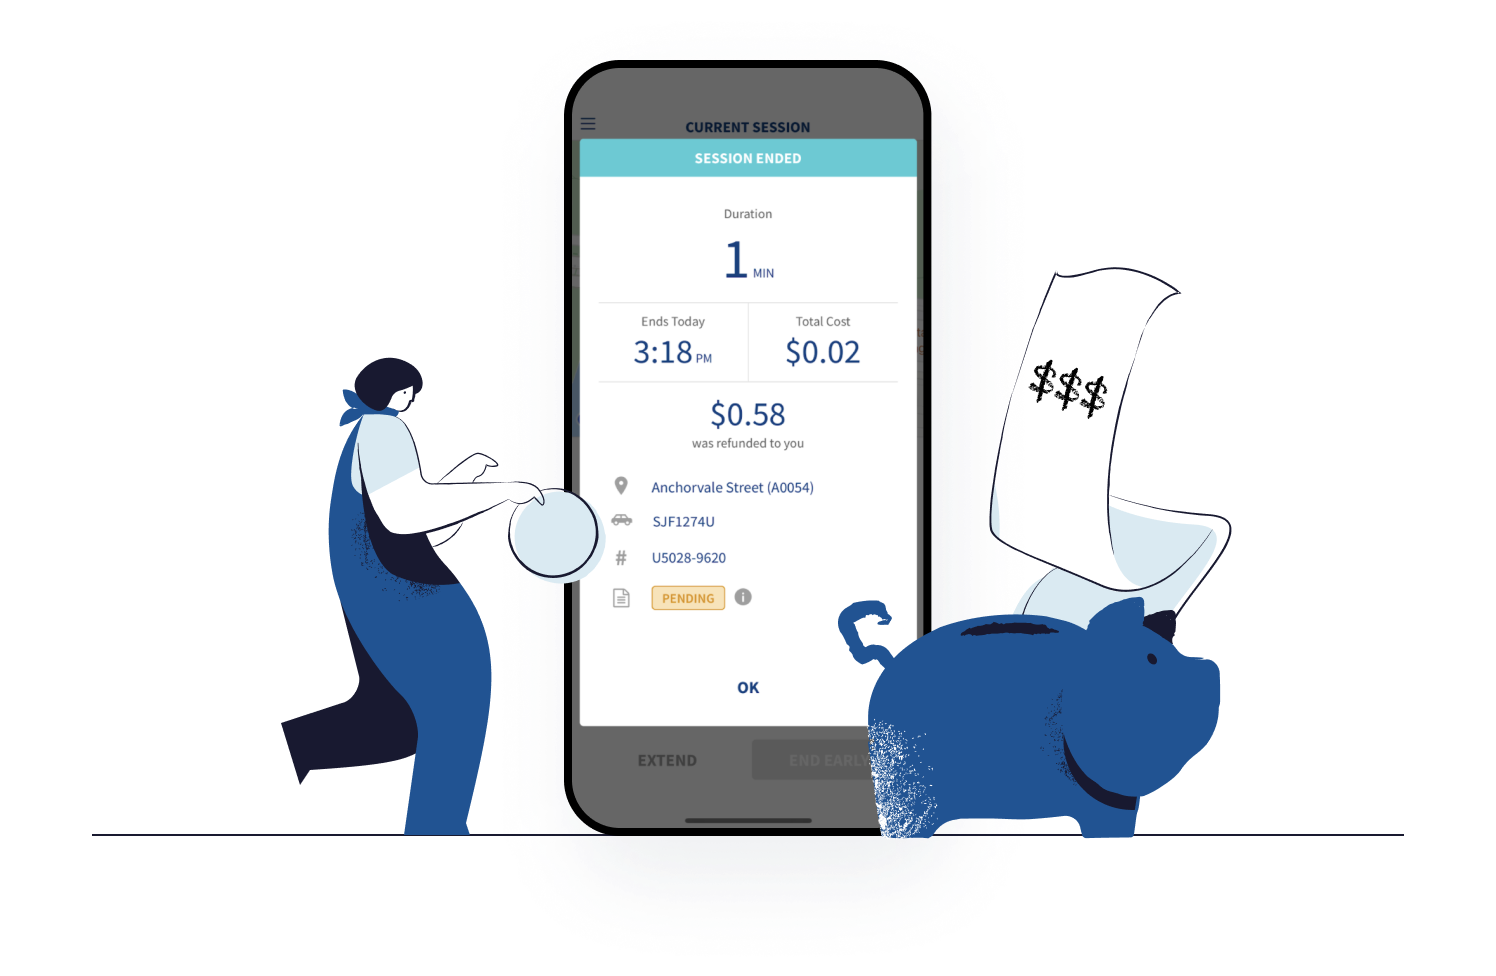 CURRENT SESSION
SESSION ENDED
Duration
1 MIN
Ends Today
3:18 PM
Total Cost
$0.02
$0.58
was refunded to you
Anchorvale Street (A0054)
SJF1274U
# U5028-9620
PENDING
OK
EXTEND
END EARLY
$$$